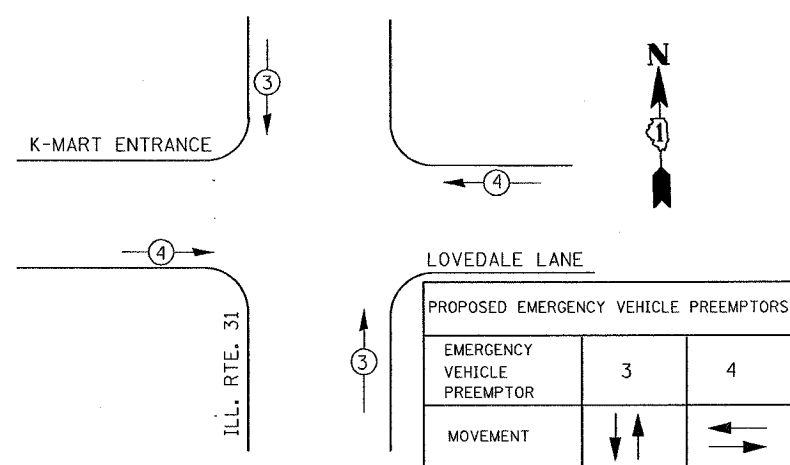 3
N
1
K-MART ENTRANCE
4
4
LOVEDALE LANE
ILL. RTE. 31
3
PROPOSED EMERGENCY VEHICLE PREEMPTORS
EMERGENCY
VEHICLE
PREEMPTOR
3
4
MOVEMENT